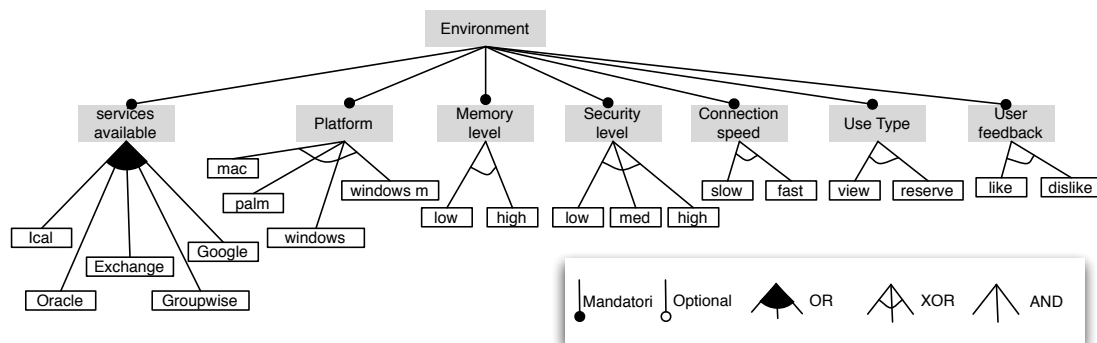 Environment
services
available
Platform
Memory
level
Security
level
Connection
speed
Use Type
User
feedback
mac
palm
windows
windows m
low
high
low
med
high
slow
fast
view
reserve
like
dislike
Ical
Oracle
Exchange
Groupwise
Google
Mandatori
Optional
OR
XOR
AND